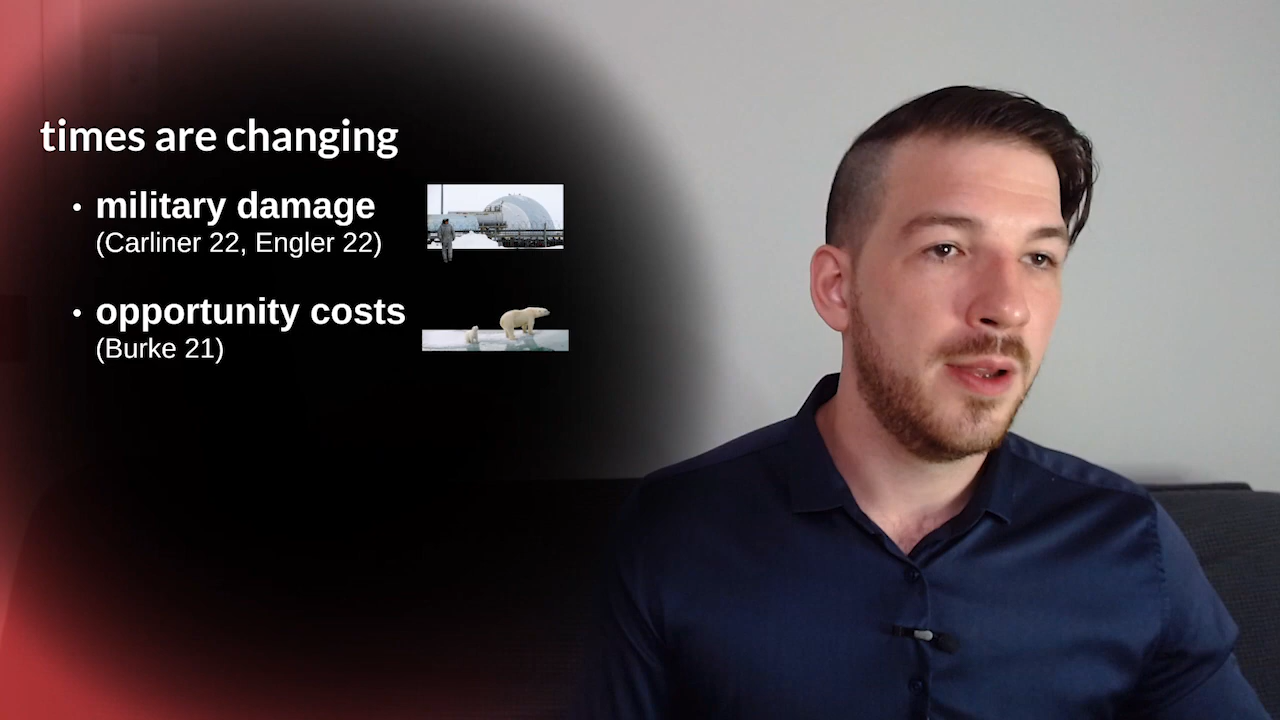 times are changing
• military damage
(Carliner 22, Engler 22)
• opportunity costs
(Burke 21)